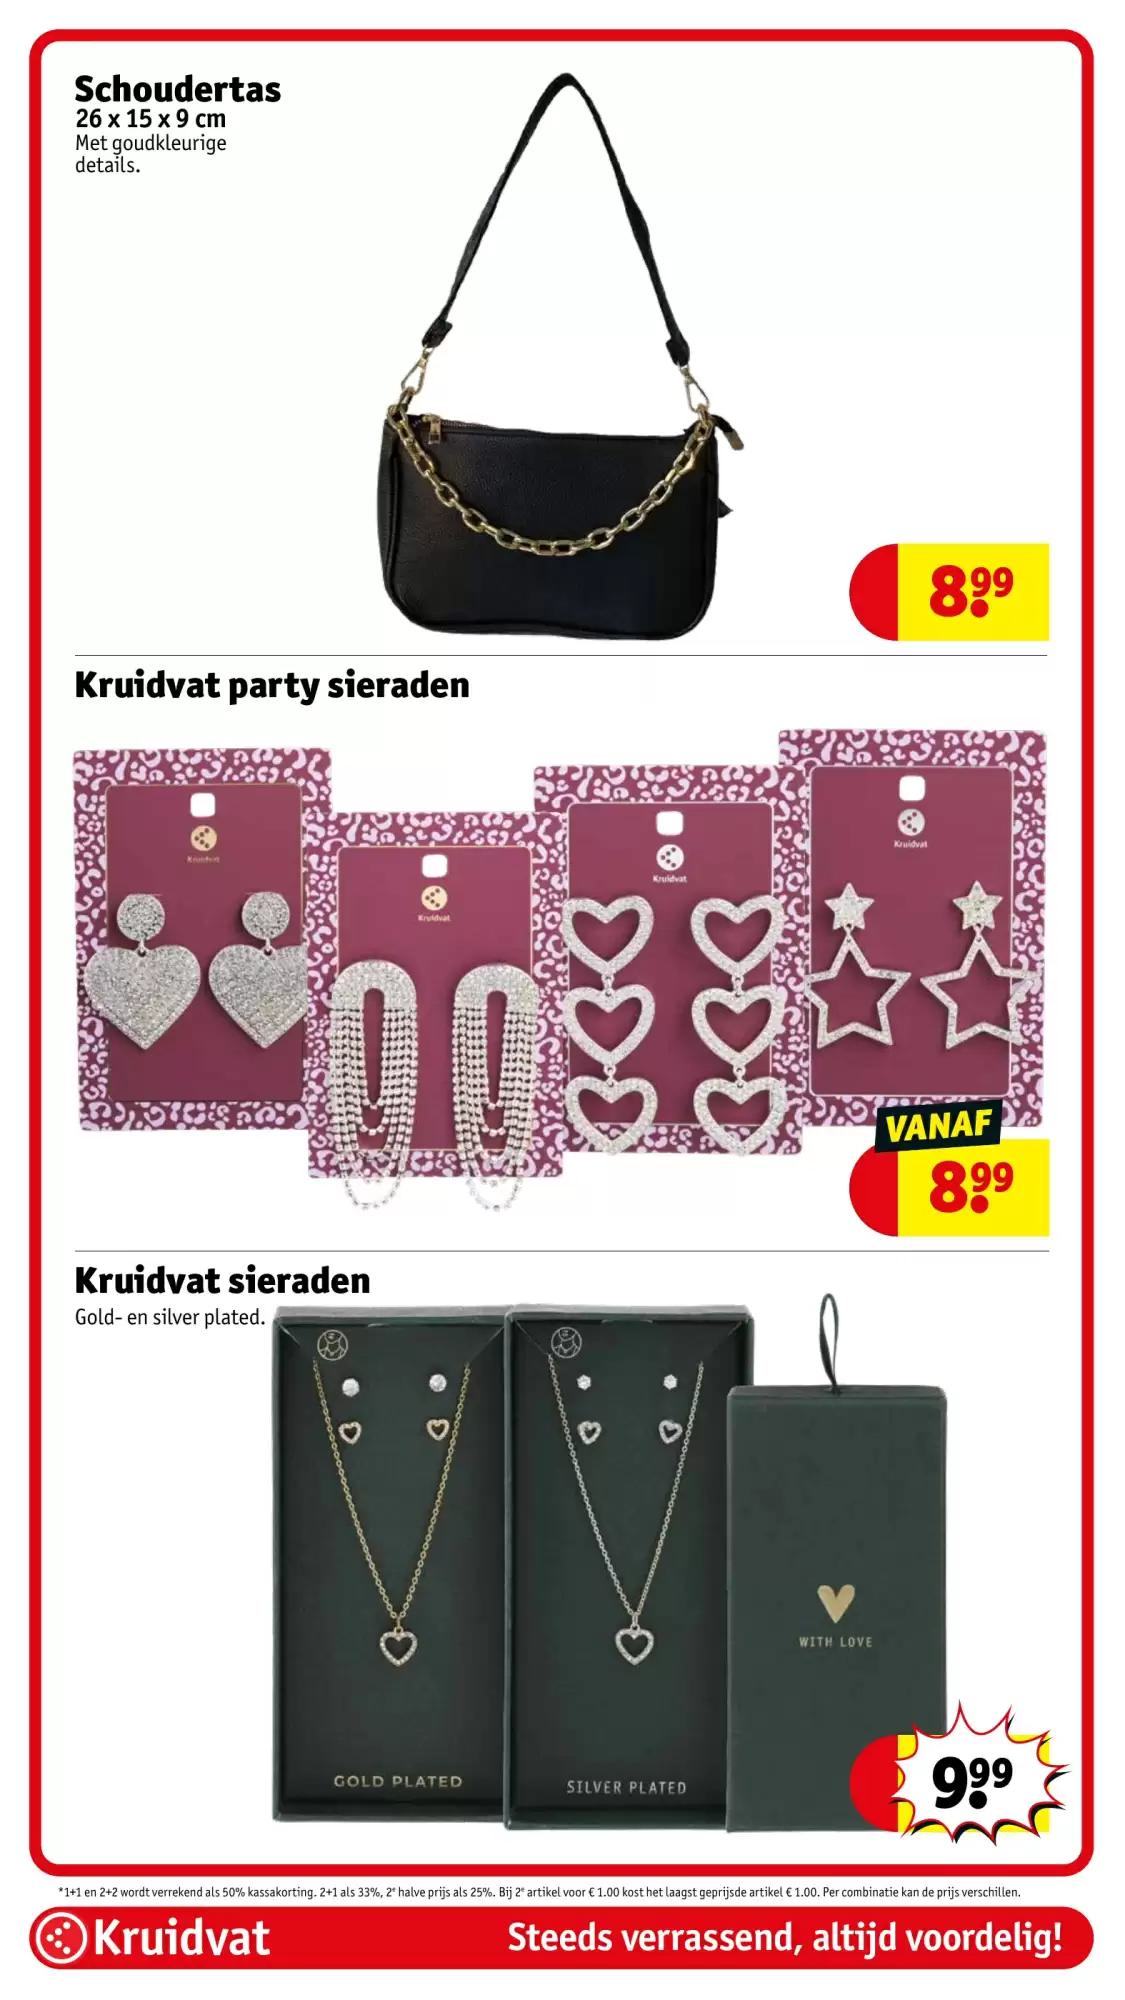 Schoudertas
26 x 15 x 9 cm
Met goudkleurige
details.
8.99
Kruidvat party sieraden
Kruidvat
Kruidvat
Kruidvat
Kruidvat
VANAF
8.99
Kruidvat sieraden
Gold- en silver plated.
WITH LOVE
GOLD PLATED
SILVER PLATED
9.99
*1+1 en 2+2 wordt verrekend als 50% kassakorting. 2+1 als 33%, 2e halve prijs als 25%. Bij 2e artikel voor € 1.00 kost het laagst geprijsde artikel € 1.00. Per combinatie kan de prijs verschillen.
Kruidvat
Steeds verrassend, altijd voordelig!